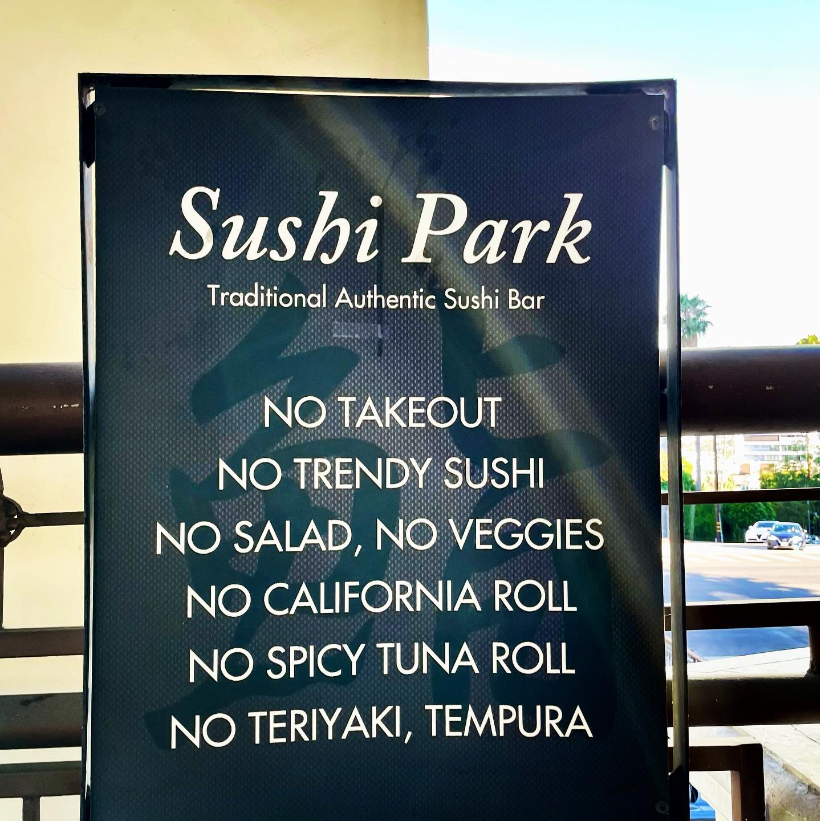 Sushi Park
Traditional Authentic Sushi Bar
NO TAKEOUT
NO TRENDY SUSHI
NO SALAD, NO VEGGIES
NO CALIFORNIA ROLL
NO SPICY TUNA ROLL
NO TERIYAKI, TEMPURA